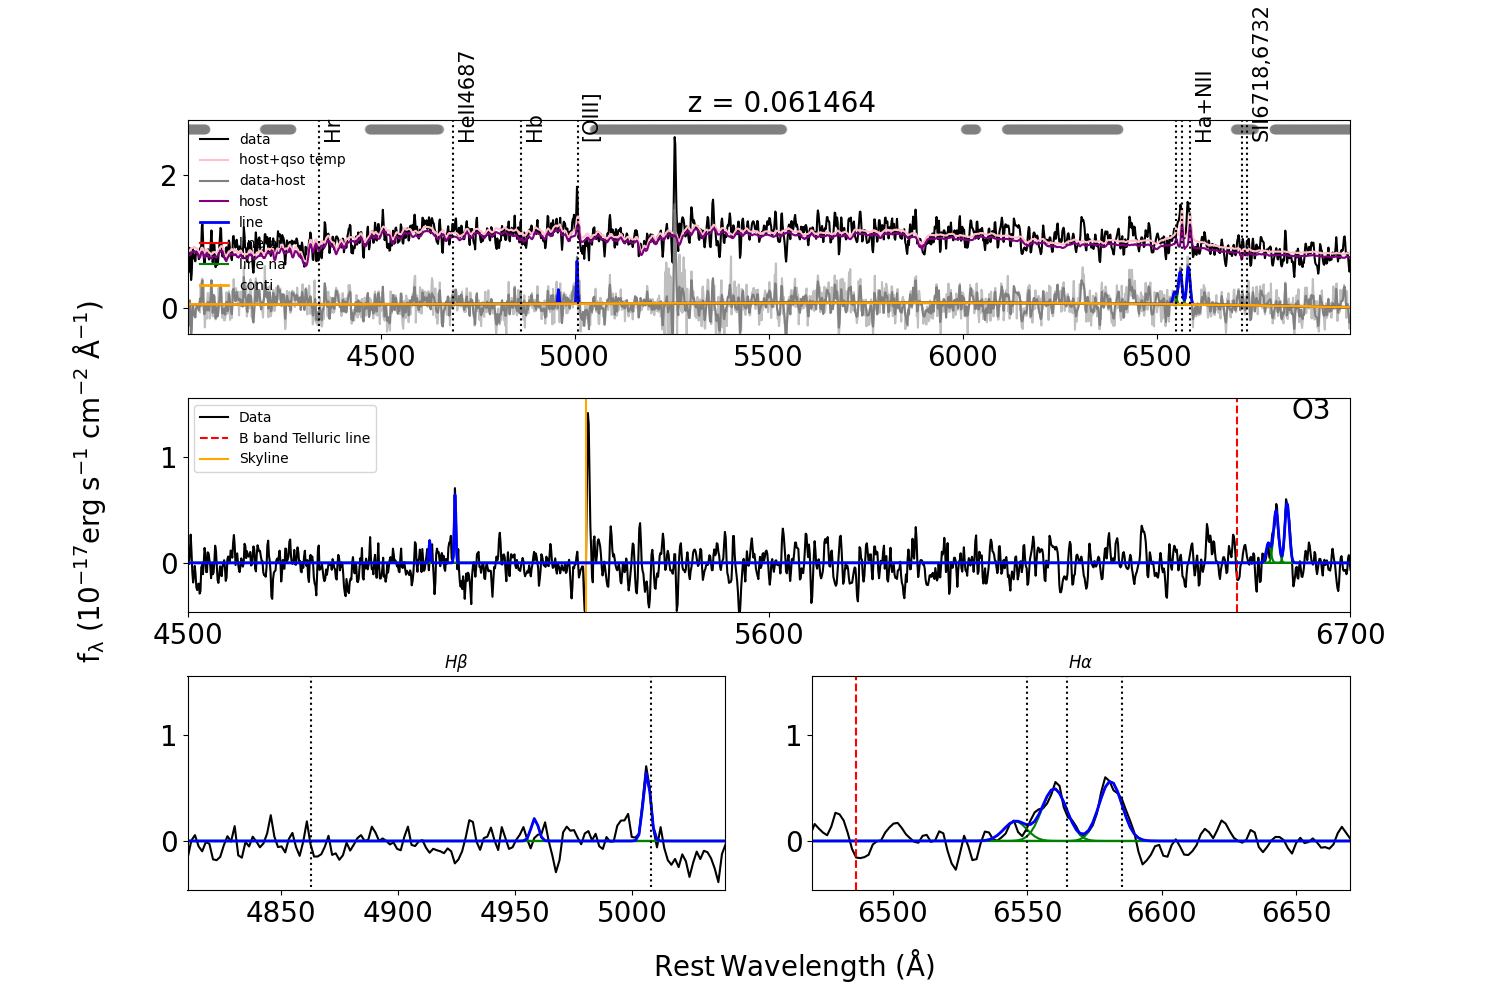 z = 0.061464
Hr
HeII4687
Hb
[OIII]
Ha+NII
SII6718,6732
data
host+qso temp
data-host
host
line
line na
conti
2
0
4500 5000 5500 6000 6500
Data
B band Telluric line
Skyline
O3
1
0
4500 5600 6700
fλ (10⁻¹⁷erg s⁻¹ cm⁻² Å⁻¹)
Hβ
1
0
4850 4900 4950 5000
Hα
1
0
6500 6550 6600 6650
Rest Wavelength (Å)